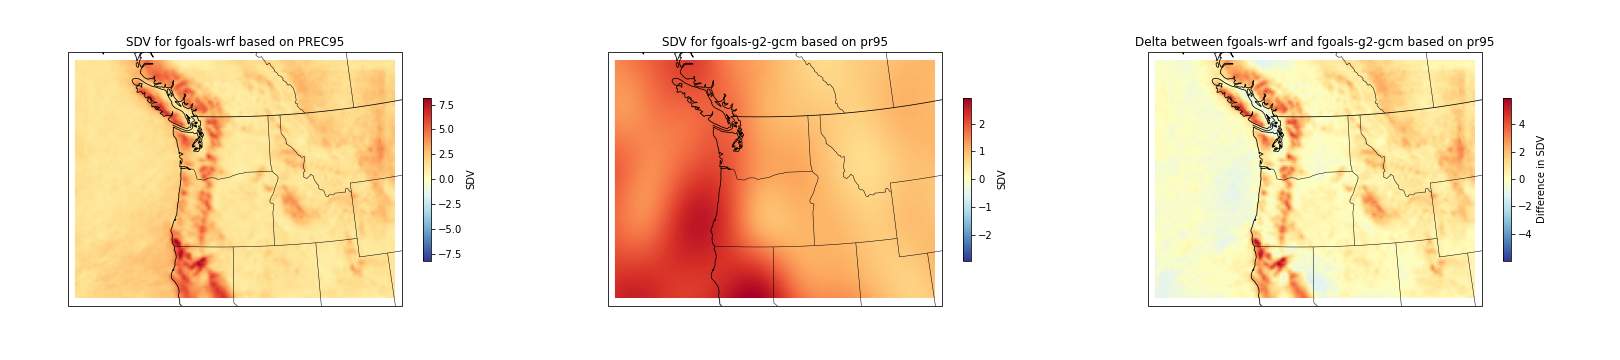 SDV for fgoals-wrf based on PREC95
7.5
5.0
2.5
0.0
−2.5
−5.0
−7.5
SDV
SDV for fgoals-g2-gcm based on pr95
2
1
0
−1
−2
SDV
Delta between fgoals-wrf and fgoals-g2-gcm based on pr95
4
2
0
−2
−4
Difference in SDV